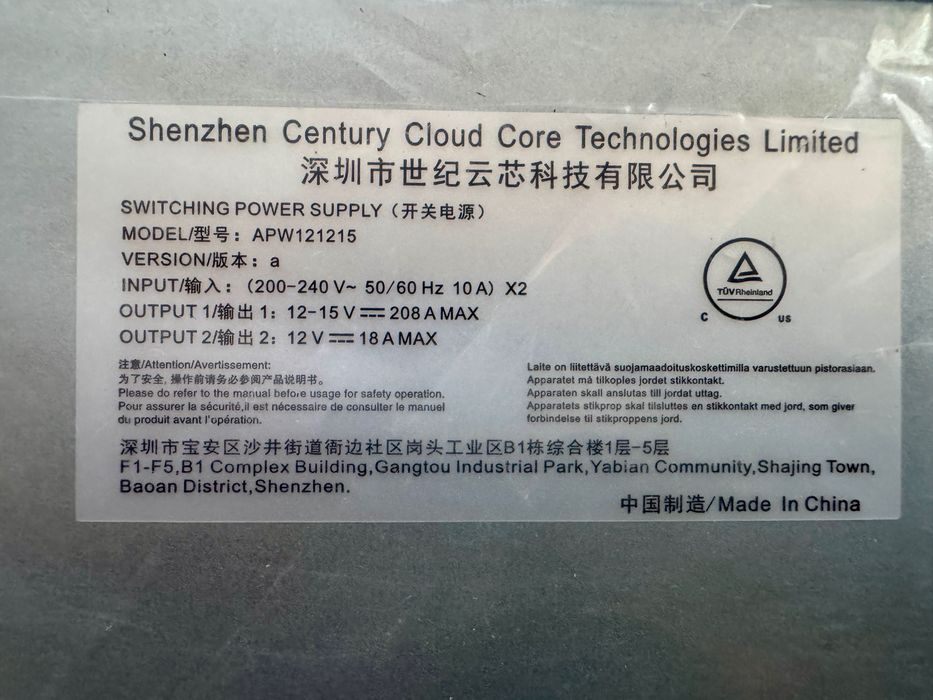 Shenzhen Century Cloud Core Technologies Limited
深圳市世纪云芯科技有限公司
SWITCHING POWER SUPPLY（开关电源）
MODEL/型号：APW121215
VERSION/版本：a
INPUT/输入：(200-240 V~ 50/60 Hz 10 A) X2
OUTPUT 1/输出 1：12-15 V⎓208 A MAX
OUTPUT 2/输出 2：12 V⎓18 A MAX
TÜVRheinland
C US
注意/Attention/Avertissement:
为了安全, 操作前请务必参阅产品说明书。
Please do refer to the manual before usage for safety operation.
Pour assurer la sécurité,il est nécessaire de consulter le manuel
du produit avant l'opération.
Laite on liitettävä suojamaadoituskoskettimilla varustettuun pistorasiaan.
Apparatet må tilkoples jordet stikkontakt.
Apparaten skall anslutas till jordat uttag.
Apparatets stikprop skal tilsluttes en stikkontakt med jord, som giver
forbindelse til stikproppens jord.
深圳市宝安区沙井街道衙边社区岗头工业区B1栋综合楼1层-5层
F1-F5,B1 Complex Building,Gangtou Industrial Park,Yabian Community,Shajing Town,
Baoan District,Shenzhen.
中国制造/Made In China